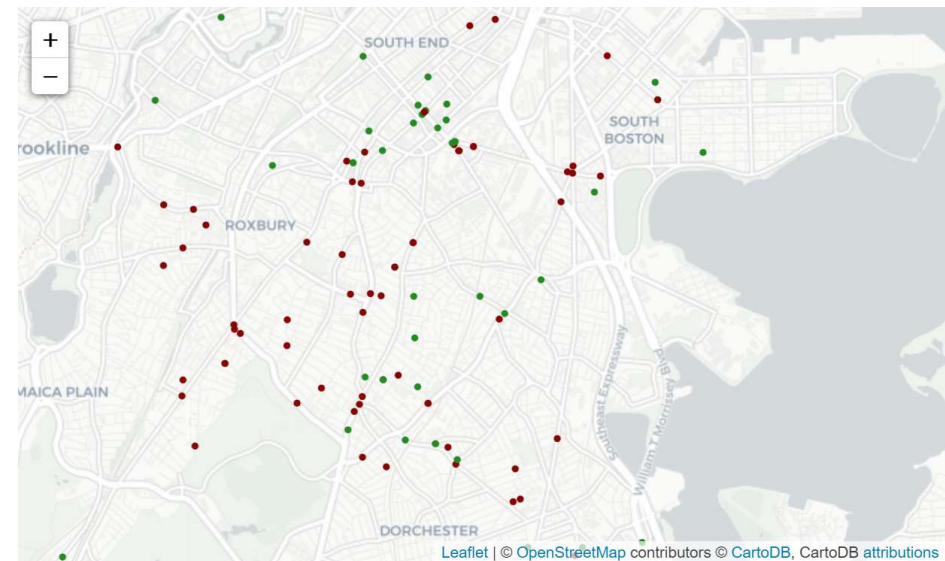 +
−
SOUTH END
SOUTH
BOSTON
rookline
ROXBURY
MAICA PLAIN
Southeast Expressway
William T Morrissey Blvd
DORCHESTER
Leaflet | © OpenStreetMap contributors © CartoDB, CartoDB attributions